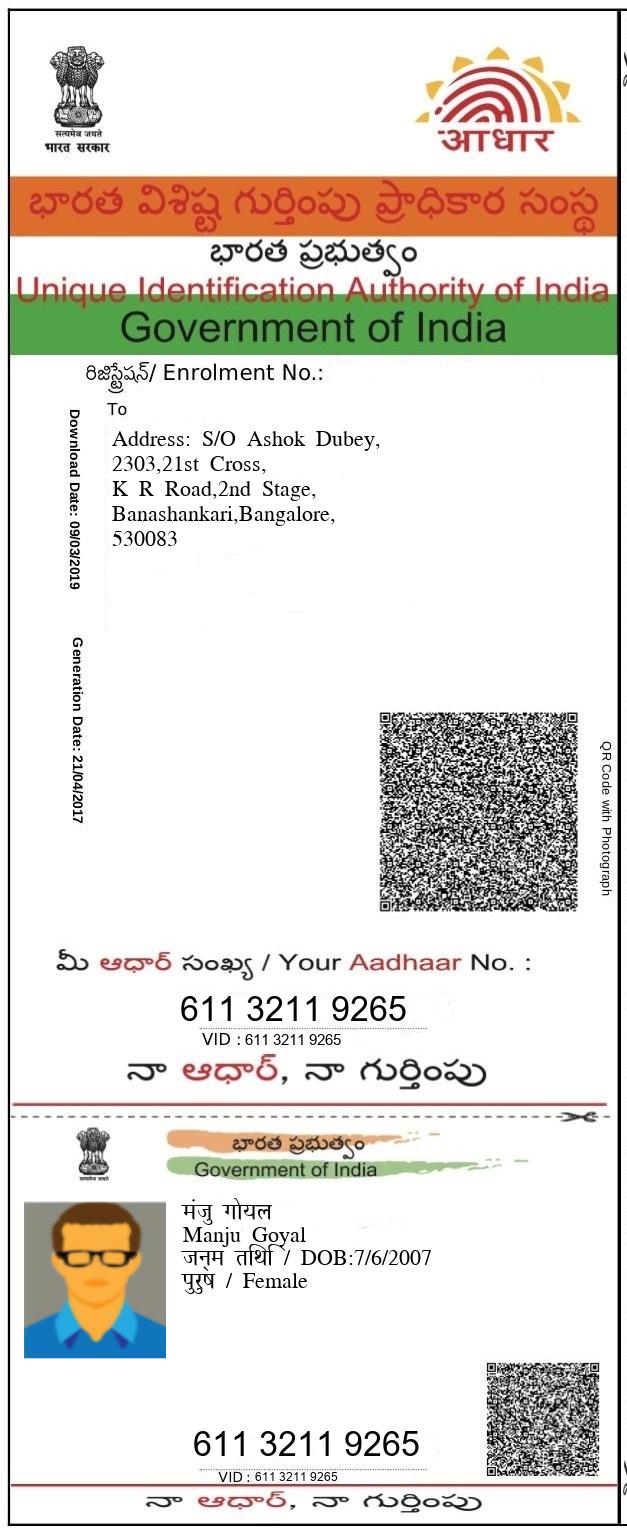 सत्यमेव जयते
भारत सरकार
आधार
భారత విశిష్ట గుర్తింపు ప్రాధికార సంస్థ
భారత ప్రభుత్వం
Unique Identification Authority of India
Government of India
రిజిస్ట్రేషన్/ Enrolment No.:
To
Address: S/O Ashok Dubey,
2303,21st Cross,
K R Road,2nd Stage,
Banashankari,Bangalore,
530083
Download Date: 09/03/2019
Generation Date: 21/04/2017
QR Code with Photograph
మీ ఆధార్ సంఖ్య / Your Aadhaar No. :
611 3211 9265
VID : 611 3211 9265
నా ఆధార్, నా గుర్తింపు
सत्यमेव जयते
భారత ప్రభుత్వం
Government of India
मंजु गोयल
Manju Goyal
जन्म तिथि / DOB:7/6/2007
पुरुष / Female
611 3211 9265
VID : 611 3211 9265
నా ఆధార్, నా గుర్తింపు